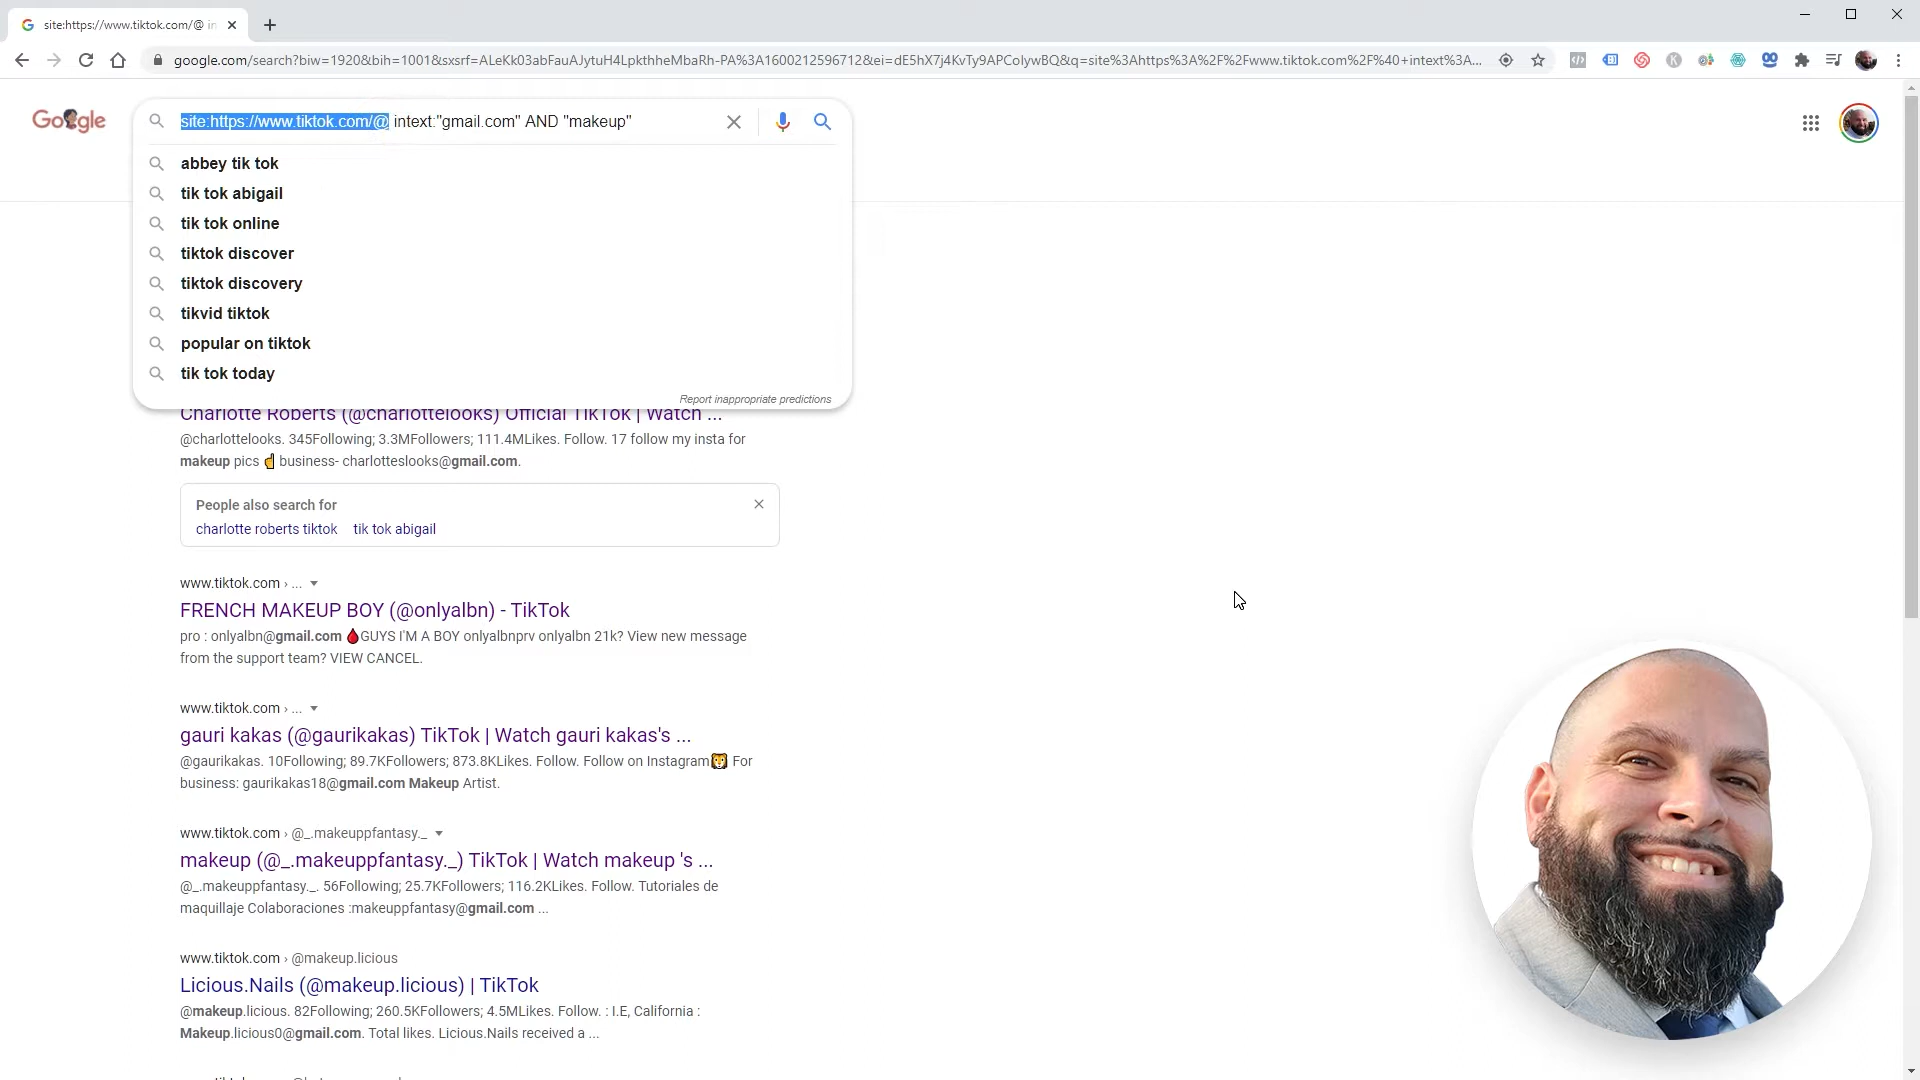 site:https://www.tiktok.com/@ in
google.com/search?biw=1920&bih=1001&sxsrf=ALeKk03abFauAJytuH4LpkthheMbaRh-PA%3A1600212596712&ei=dE5hX7j4KvTy9APCoIywBQ&q=site%3Ahttps%3A%2F%2Fwww.tiktok.com%2F%40+intext%3A...
Google
site:https://www.tiktok.com/@ intext:"gmail.com" AND "makeup"
abbey tik tok
tik tok abigail
tik tok online
tiktok discover
tiktok discovery
tikvid tiktok
popular on tiktok
tik tok today
Report inappropriate predictions
Charlotte Roberts (@charlottelooks) Official TikTok | Watch ...
@charlottelooks. 345Following; 3.3MFollowers; 111.4MLikes. Follow. 17 follow my insta for
makeup pics ☝ business- charlotteslooks@gmail.com.
People also search for
charlotte roberts tiktok tik tok abigail
www.tiktok.com › ...
FRENCH MAKEUP BOY (@onlyalbn) - TikTok
pro : onlyalbn@gmail.com 🩸GUYS I'M A BOY onlyalbnprv onlyalbn 21k? View new message
from the support team? VIEW CANCEL.
www.tiktok.com › ...
gauri kakas (@gaurikakas) TikTok | Watch gauri kakas's ...
@gaurikakas. 10Following; 89.7KFollowers; 873.8KLikes. Follow. Follow on Instagram🦁 For
business: gaurikakas18@gmail.com Makeup Artist.
www.tiktok.com › @_.makeuppfantasy._
makeup (@_.makeuppfantasy._) TikTok | Watch makeup 's ...
@_.makeuppfantasy._. 56Following; 25.7KFollowers; 116.2KLikes. Follow. Tutoriales de
maquillaje Colaboraciones :makeuppfantasy@gmail.com ...
www.tiktok.com › @makeup.licious
Licious.Nails (@makeup.licious) | TikTok
@makeup.licious. 82Following; 260.5KFollowers; 4.5MLikes. Follow. : I.E, California :
Makeup.licious0@gmail.com. Total likes. Licious.Nails received a ...